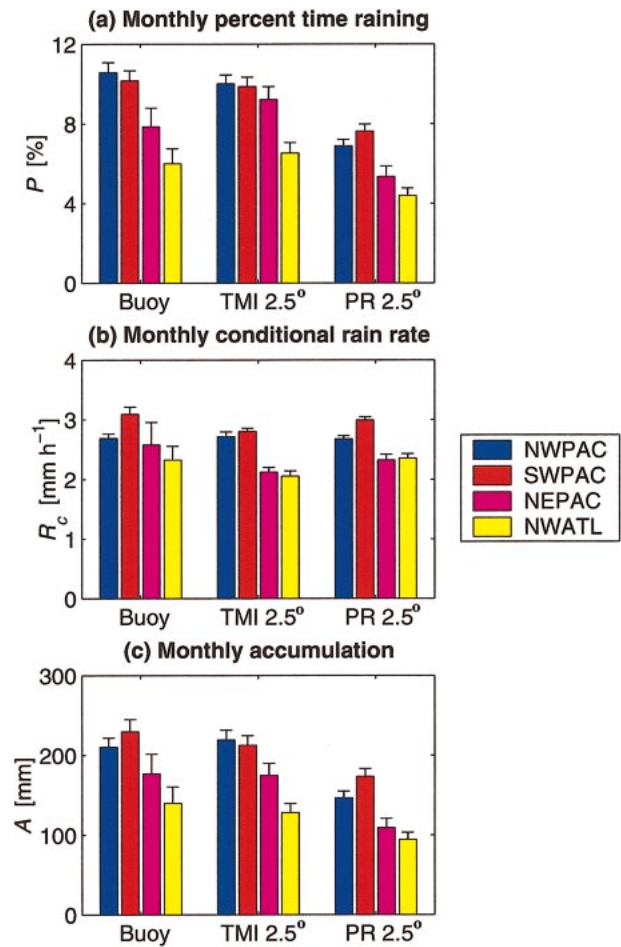 (a) Monthly percent time raining
12
8
4
0
P [%]
Buoy TMI 2.5° PR 2.5°
(b) Monthly conditional rain rate
4
3
2
1
0
R_c [mm h⁻¹]
Buoy TMI 2.5° PR 2.5°
NWPAC
SWPAC
NEPAC
NWATL
(c) Monthly accumulation
300
200
100
0
A [mm]
Buoy TMI 2.5° PR 2.5°